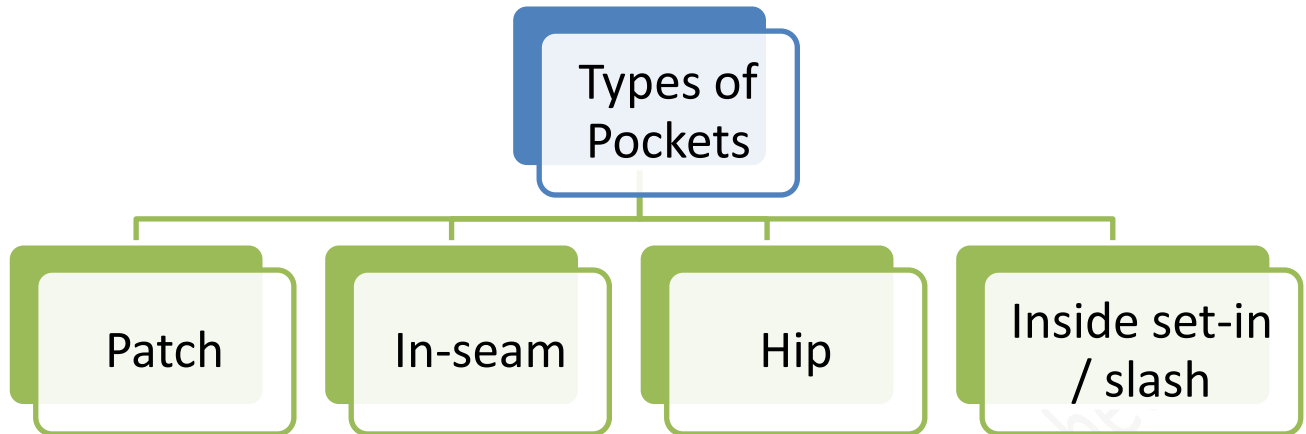 Types of
Pockets
Patch
In-seam
Hip
Inside set-in
/ slash